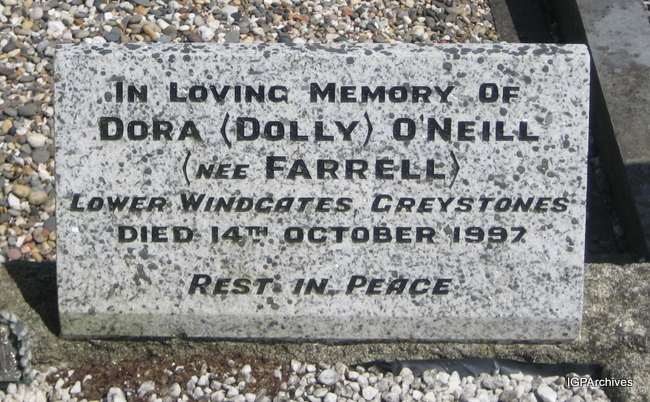 In Loving Memory Of
Dora (Dolly) O'Neill
(nee Farrell)
Lower Windgates, Greystones
died 14th October 1997
Rest in Peace
IGPArchives